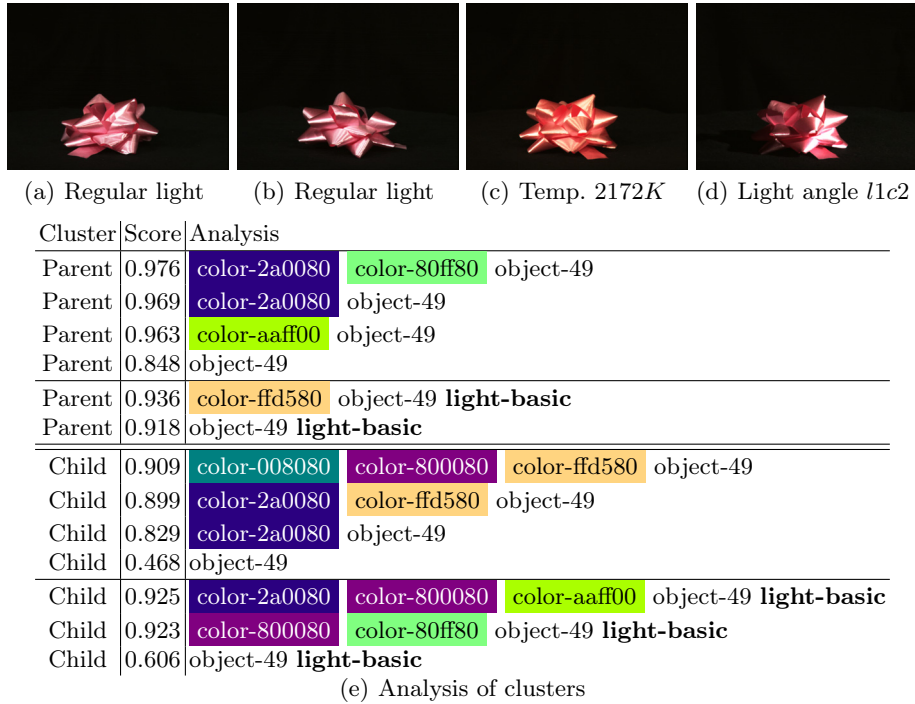 (a) Regular light (b) Regular light (c) Temp. 2172K (d) Light angle l1c2
Cluster Score Analysis
Parent 0.976 color-2a0080 color-80ff80 object-49
Parent 0.969 color-2a0080 object-49
Parent 0.963 color-aaff00 object-49
Parent 0.848 object-49
Parent 0.936 color-ffd580 object-49 light-basic
Parent 0.918 object-49 light-basic
Child 0.909 color-008080 color-800080 color-ffd580 object-49
Child 0.899 color-2a0080 color-ffd580 object-49
Child 0.829 color-2a0080 object-49
Child 0.468 object-49
Child 0.925 color-2a0080 color-800080 color-aaff00 object-49 light-basic
Child 0.923 color-800080 color-80ff80 object-49 light-basic
Child 0.606 object-49 light-basic
(e) Analysis of clusters